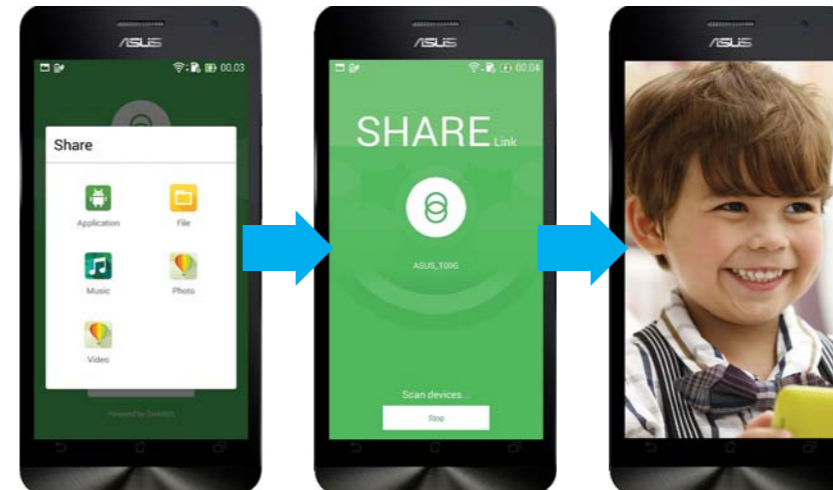 ASUS
00.03
Share
Application
File
Music
Photo
Video
ASUS
00.04
SHARE Link
ASUS_T00G
Scan devices...
Stop
ASUS